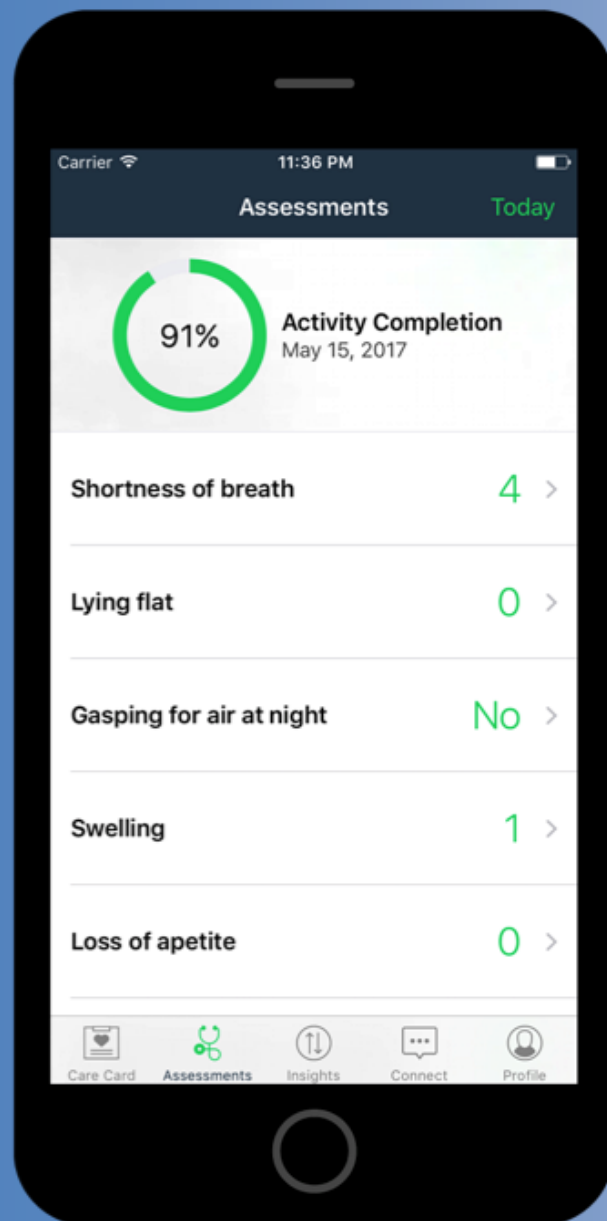 Carrier 11:36 PM
Assessments Today
91%
Activity Completion
May 15, 2017
Shortness of breath 4
Lying flat 0
Gasping for air at night No
Swelling 1
Loss of apetite 0
Care Card Assessments Insights Connect Profile